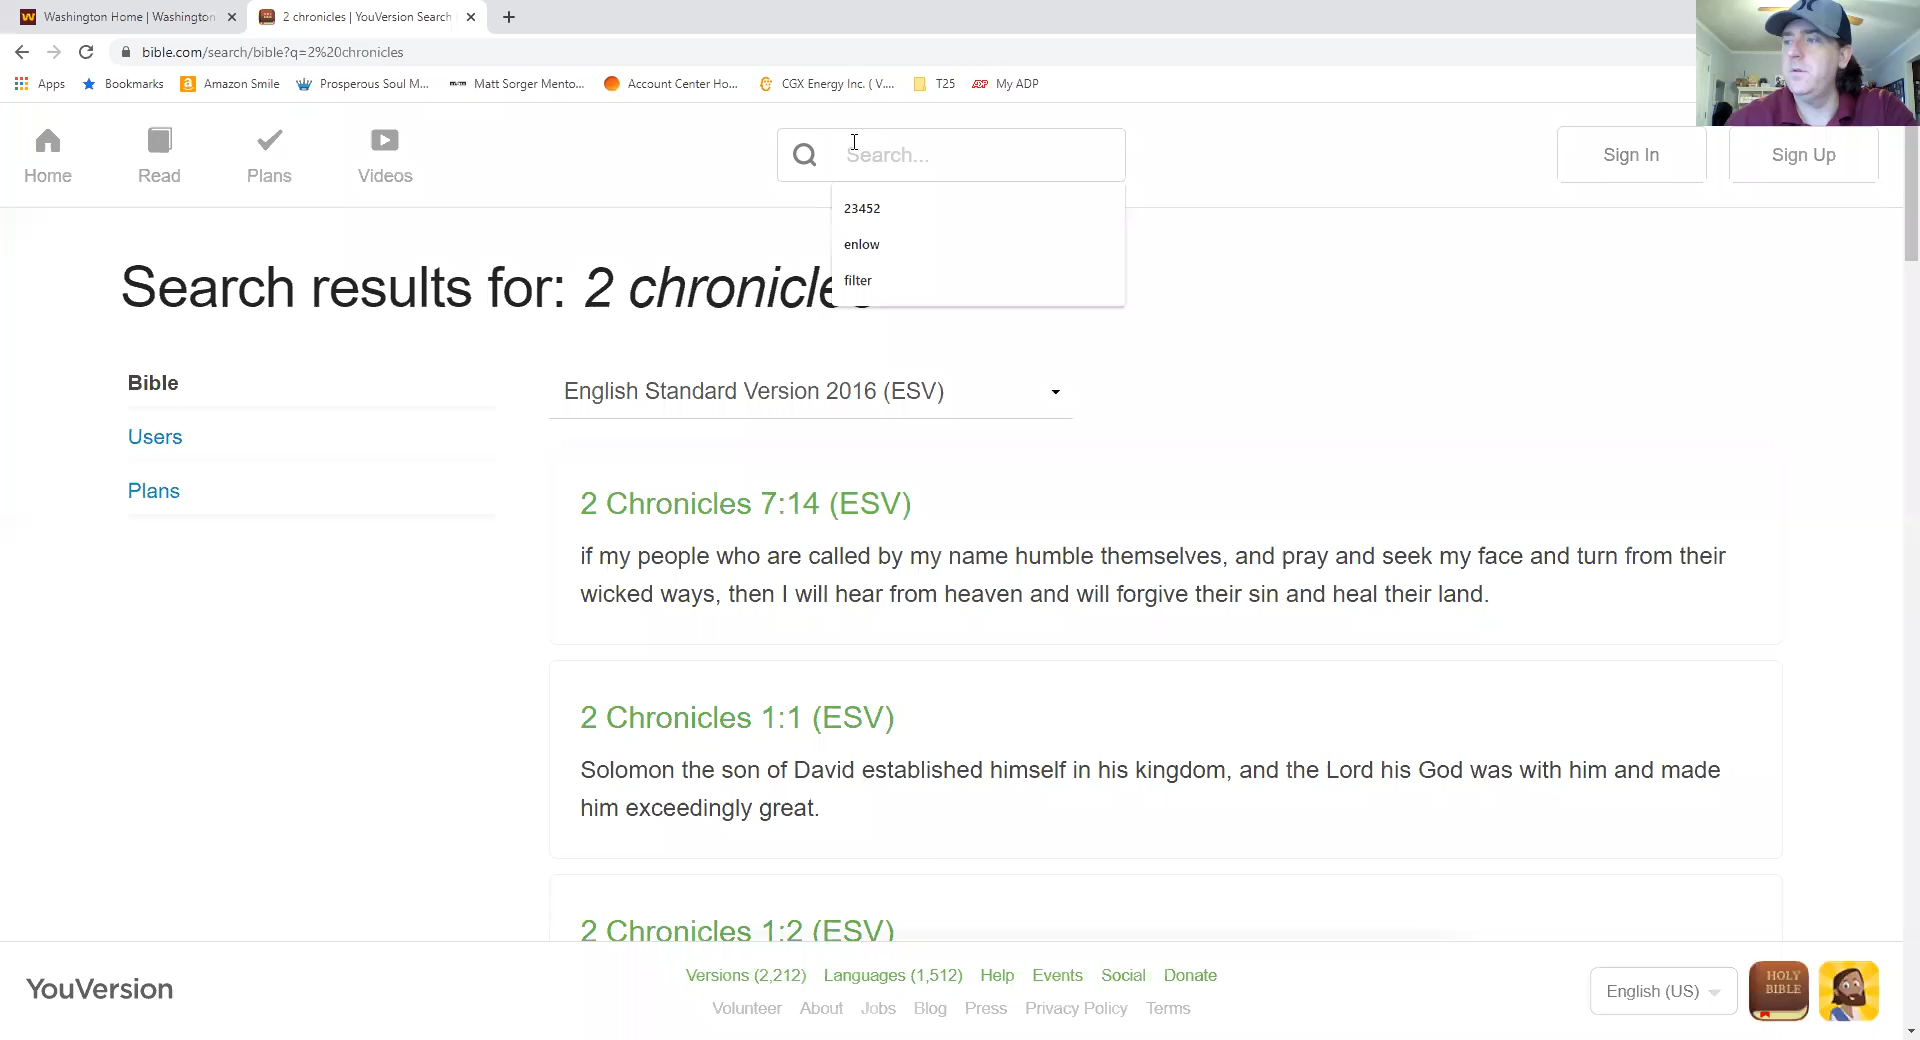 Washington Home | Washington
2 chronicles | YouVersion Search
bible.com/search/bible?q=2%20chronicles
Apps Bookmarks Amazon Smile Prosperous Soul M... Matt Sorger Mento... Account Center Ho... CGX Energy Inc. ( V.... T25 My ADP
Home Read Plans Videos
Search...
Sign In Sign Up
23452
enlow
filter
Search results for: 2 chronicles
Bible
Users
Plans
English Standard Version 2016 (ESV)
2 Chronicles 7:14 (ESV)
if my people who are called by my name humble themselves, and pray and seek my face and turn from their
wicked ways, then I will hear from heaven and will forgive their sin and heal their land.
2 Chronicles 1:1 (ESV)
Solomon the son of David established himself in his kingdom, and the Lord his God was with him and made
him exceedingly great.
2 Chronicles 1:2 (ESV)
YouVersion
Versions (2,212) Languages (1,512) Help Events Social Donate
Volunteer About Jobs Blog Press Privacy Policy Terms
English (US)
HOLY
BIBLE